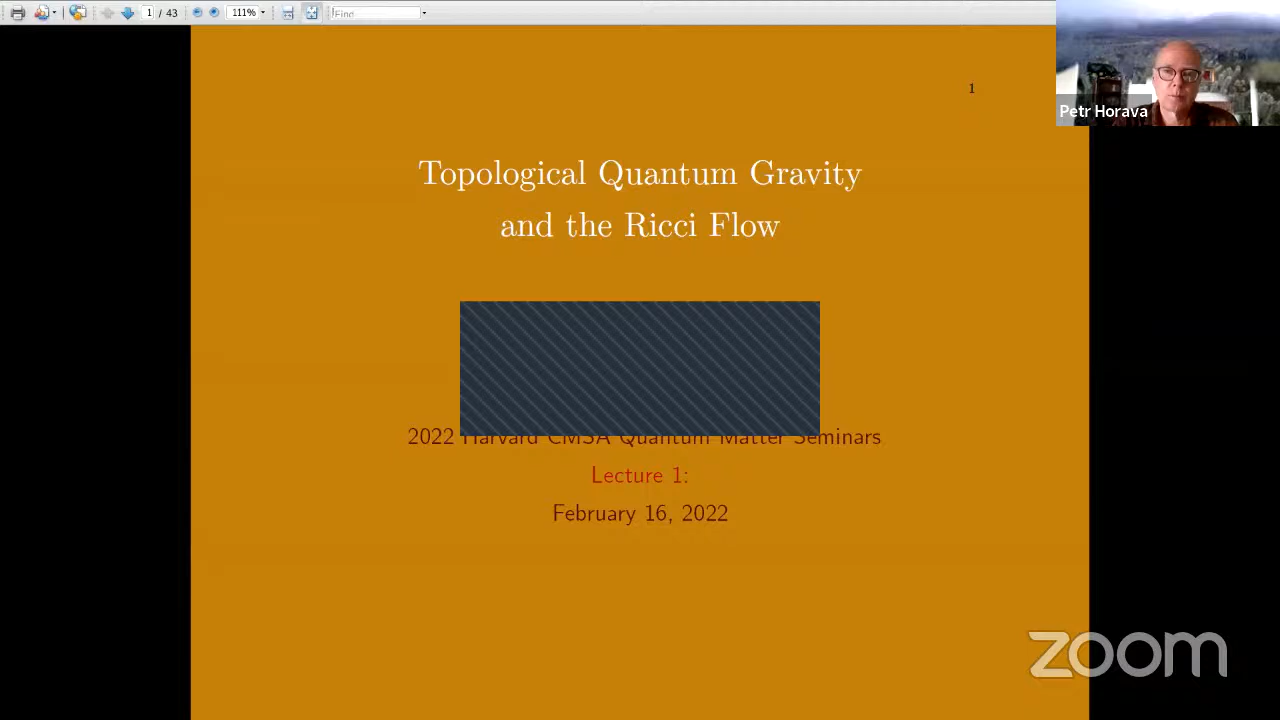 1 / 43 111% Find
Petr Horava
1
Topological Quantum Gravity
and the Ricci Flow
2022 Harvard CMSA Quantum Matter Seminars
Lecture 1:
February 16, 2022
zoom